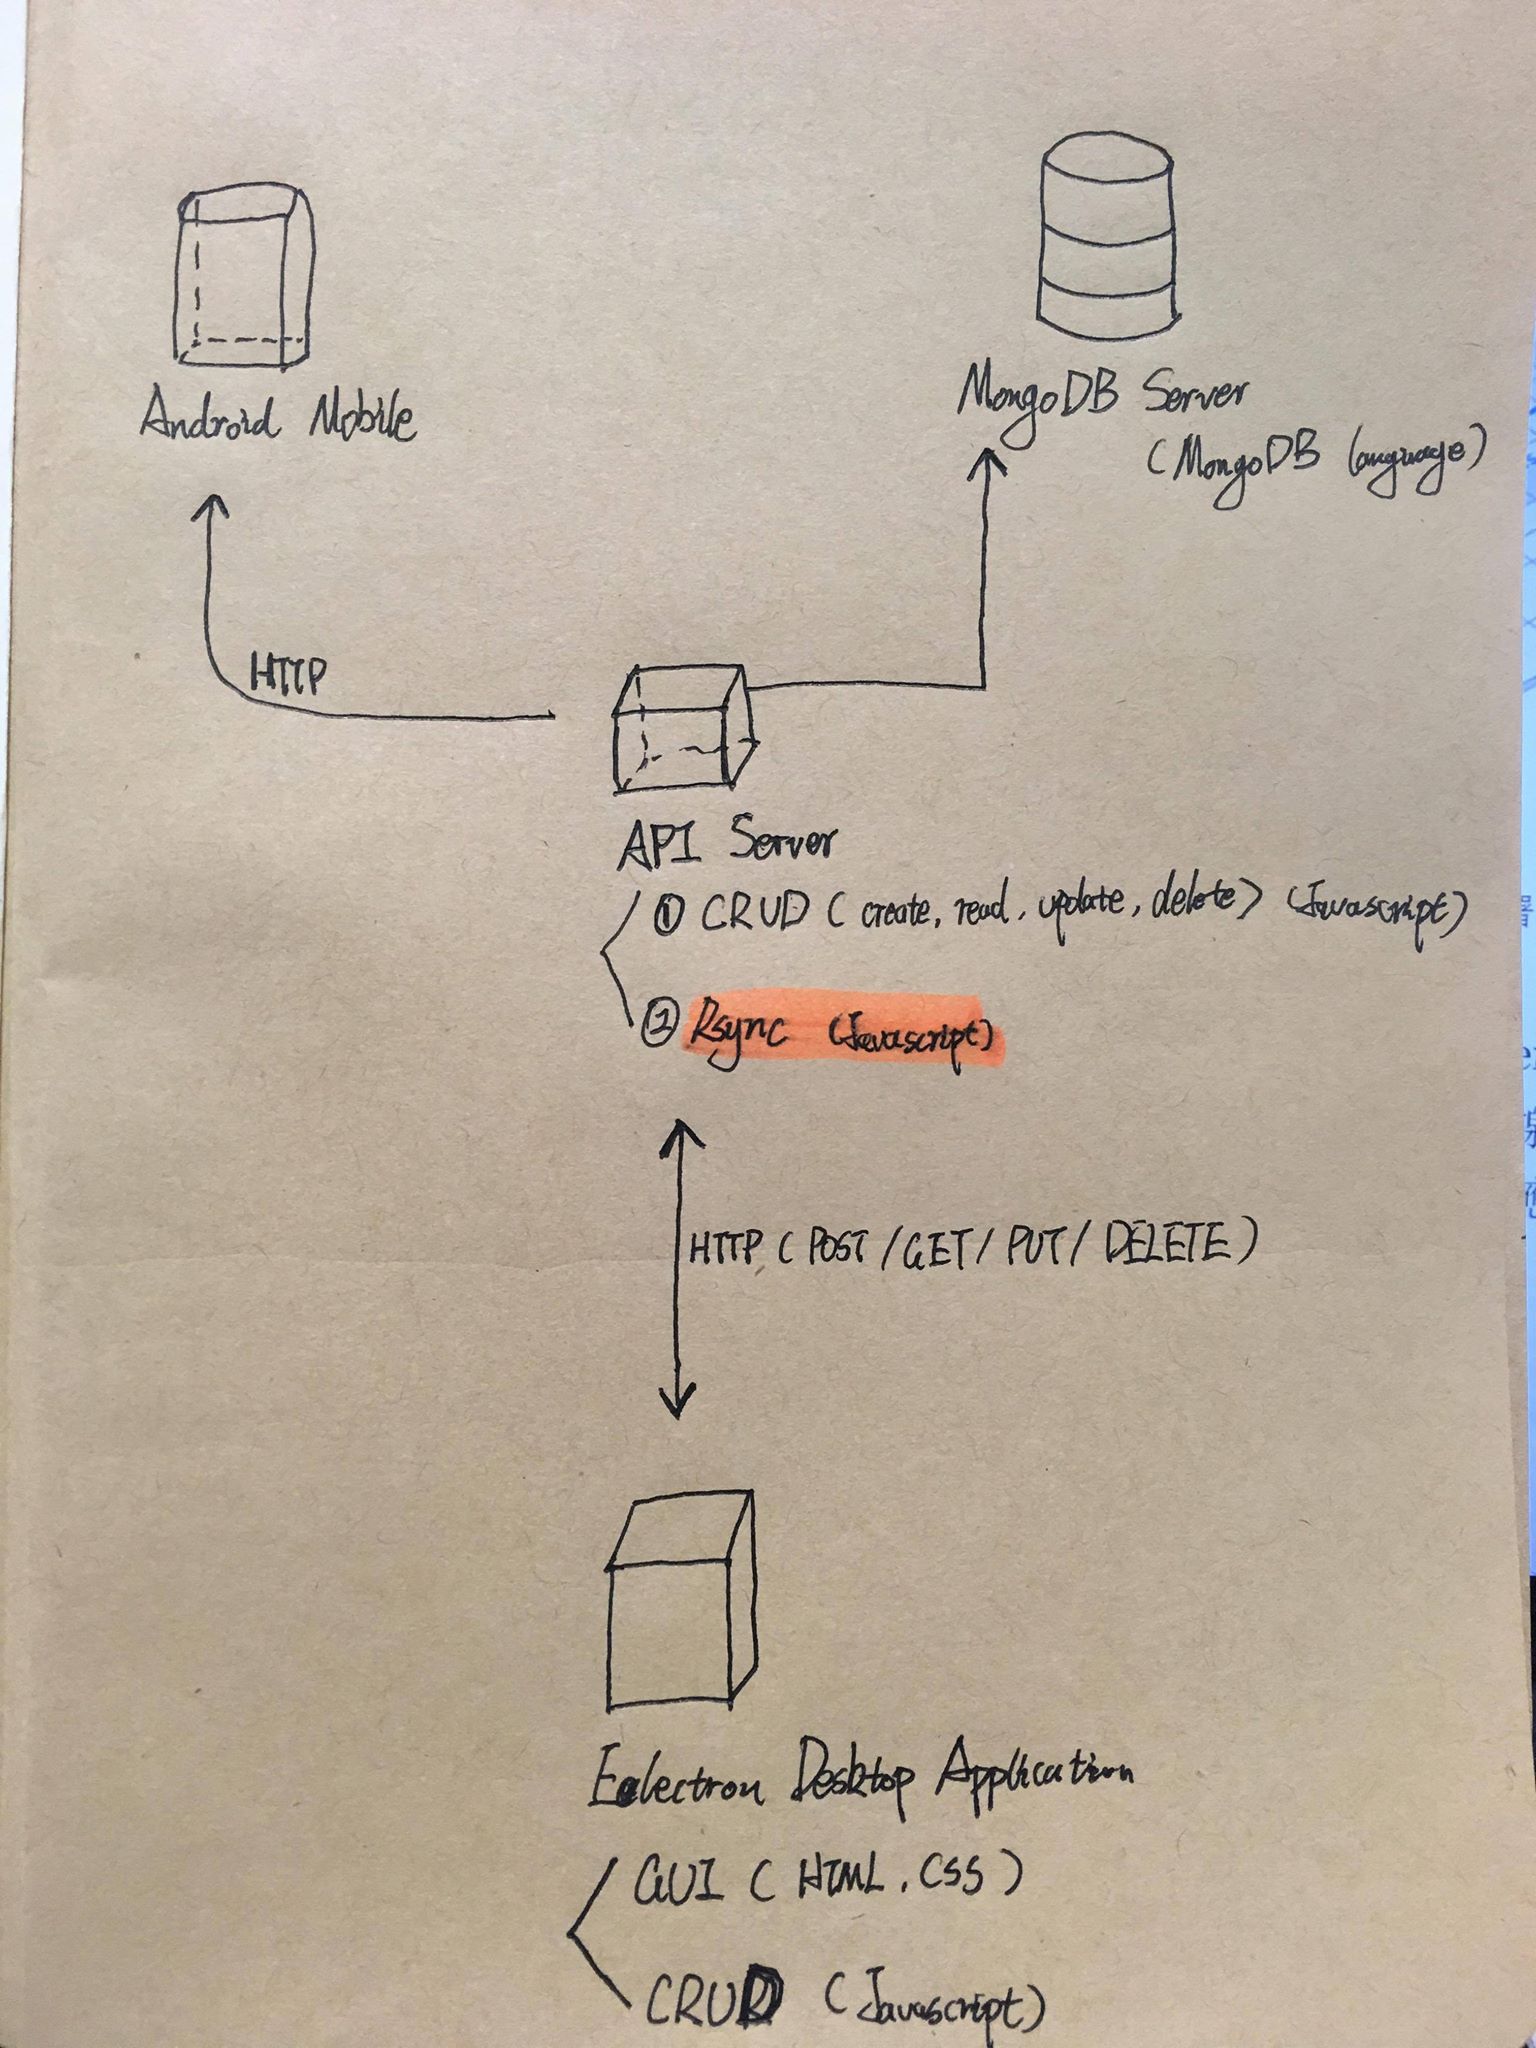 Android Mobile
MongoDB Server
(MongoDB language)
HTTP
API Server
① CRUD (create, read, update, delete) (Javascript)
② Rsync (Javascript)
HTTP (POST/GET/PUT/DELETE)
Eelectron Desktop Application
GUI (HTML, CSS)
CRUD (Javascript)